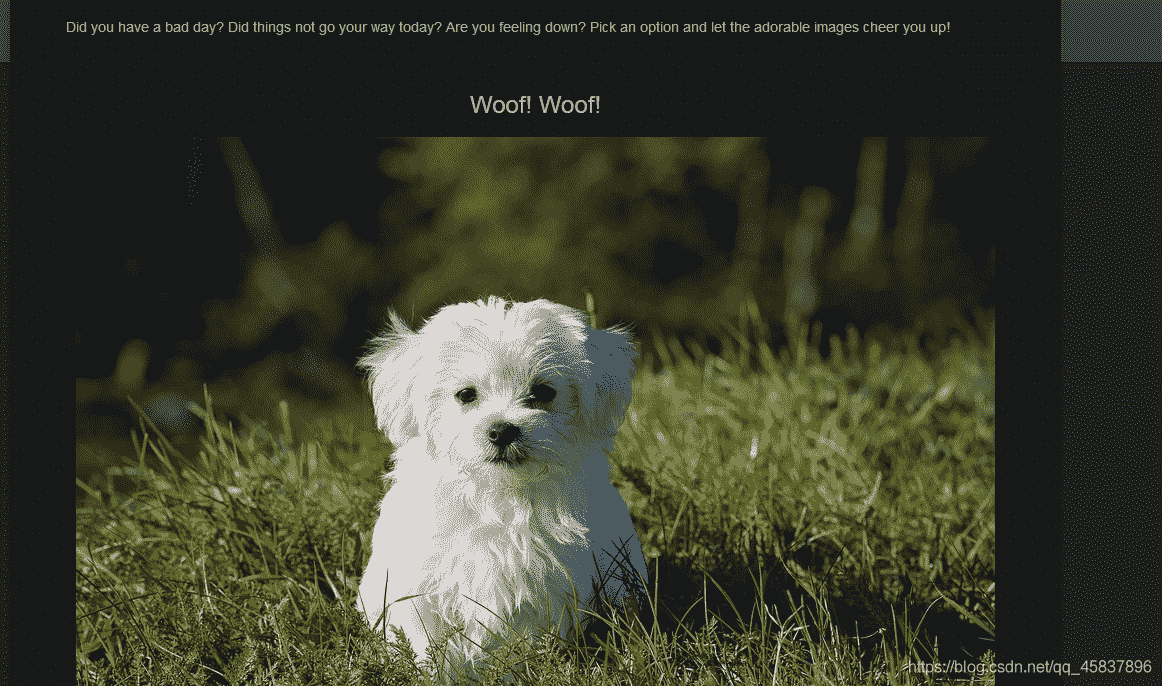 Did you have a bad day? Did things not go your way today? Are you feeling down? Pick an option and let the adorable images cheer you up!
Woof! Woof!
https://blog.csdn.net/qq_45837896